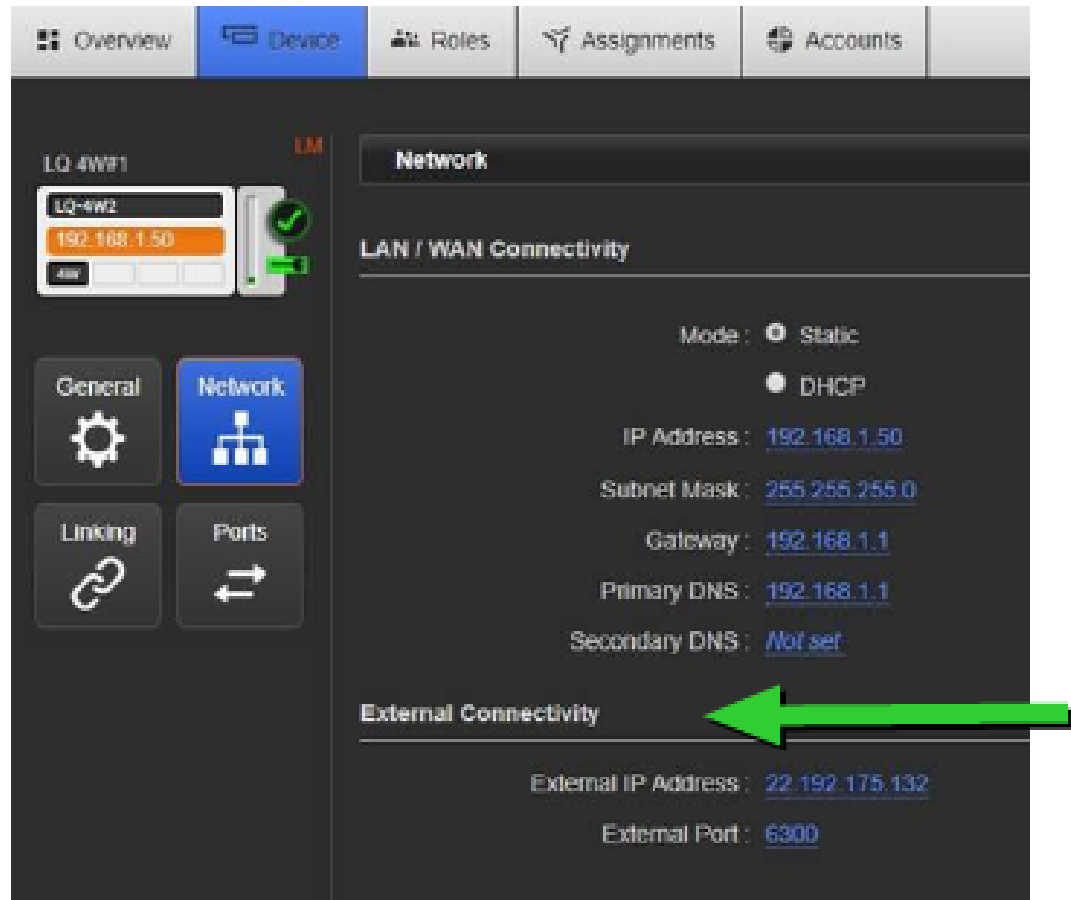 Overview Device Roles Assignments Accounts
LQ 4W#1
LM
LQ-4W2
192.168.1.50
4W
General
Network
Linking
Ports
Network
LAN / WAN Connectivity
Mode : Static
DHCP
IP Address : 192.168.1.50
Subnet Mask : 255.255.255.0
Gateway : 192.168.1.1
Primary DNS : 192.168.1.1
Secondary DNS : Not set
External Connectivity
External IP Address : 22.192.175.132
External Port : 6300